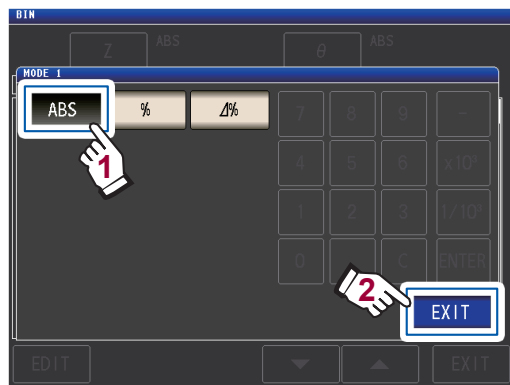 BIN
Z ABS θ ABS
MODE 1
ABS % Δ% 7 8 9 -
1
4 5 6 x10³
1 2 3 1/10³
0 C ENTER
2
EXIT
EDIT ▼ ▲ EXIT